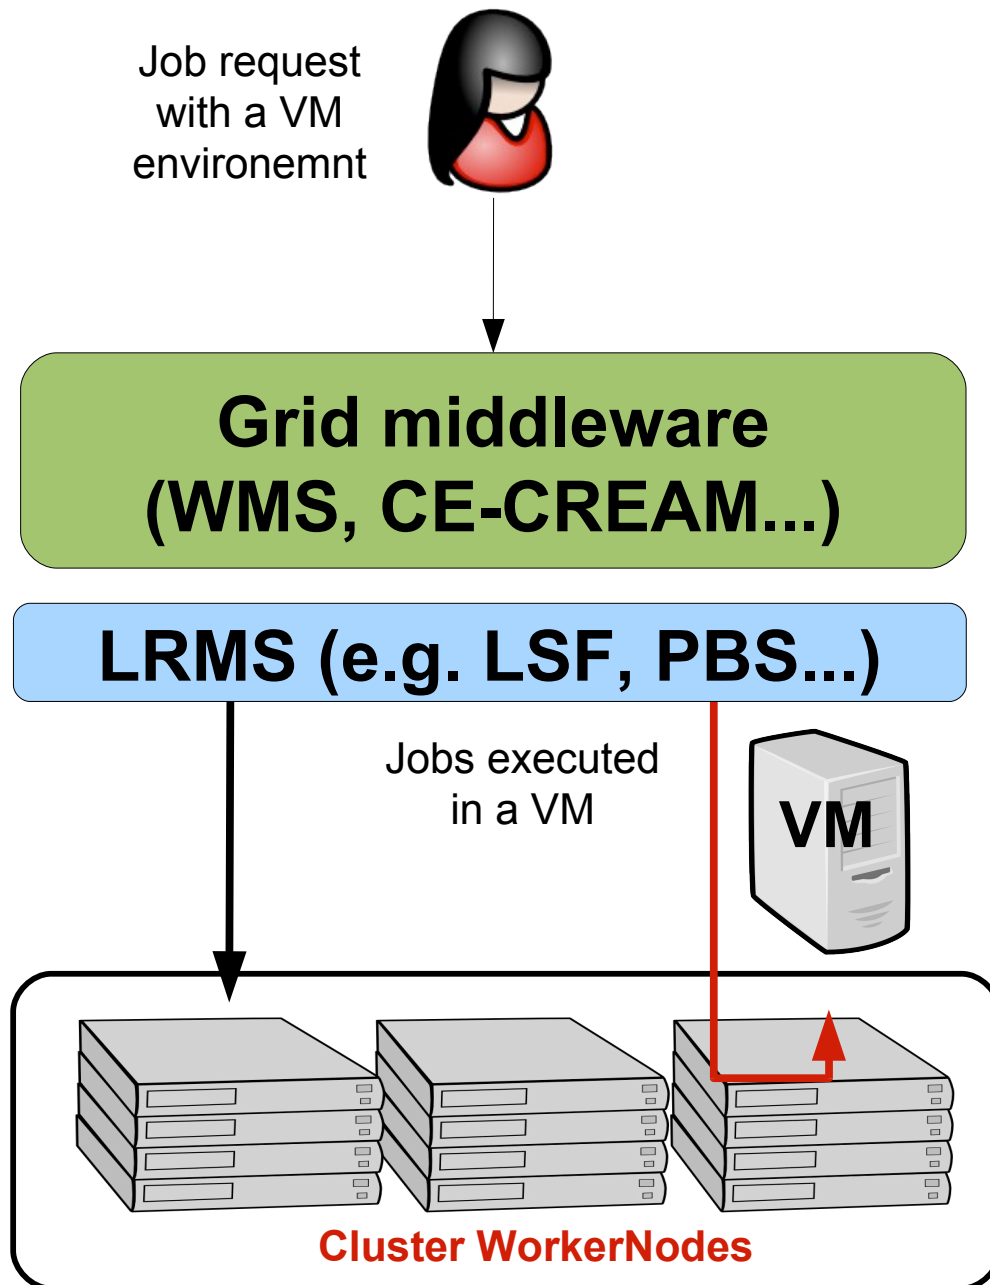 Job request
with a VM
environemnt
Grid middleware
(WMS, CE-CREAM...)
LRMS (e.g. LSF, PBS...)
Jobs executed
in a VM
VM
Cluster WorkerNodes